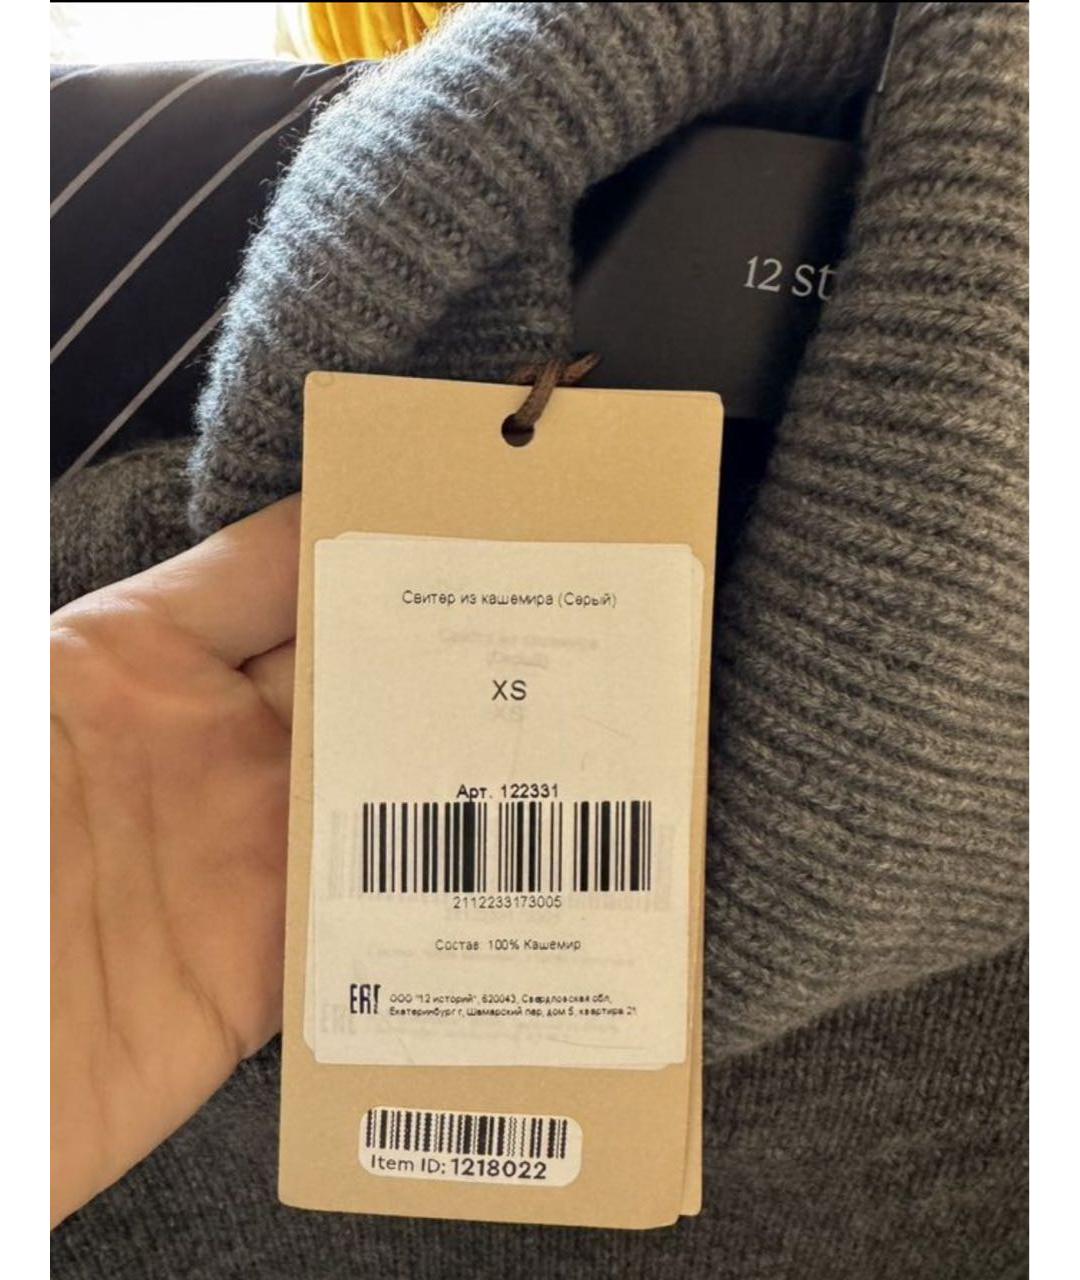 12 st
Свитер из кашемира (Серый)
XS
Арт. 122331
2112233173005
Состав: 100% Кашемир
EAC
ООО "12 историй", 620043, Свердловская обл,
Екатеринбург г, Шамарский пер, дом 5, квартира 21
Item ID: 1218022